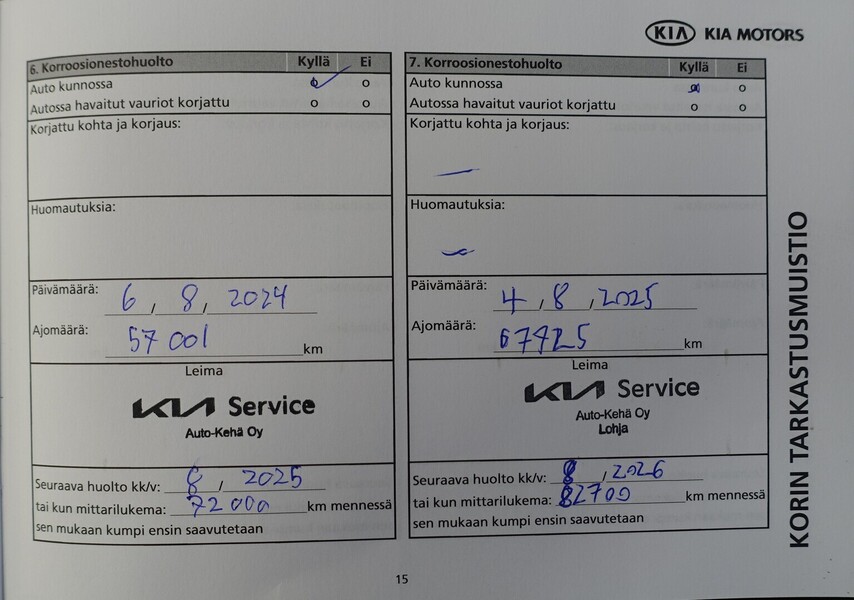 KIA KIA MOTORS
6. Korroosionestohuolto Kyllä Ei
Auto kunnossa o o
Autossa havaitut vauriot korjattu o o
Korjattu kohta ja korjaus:
Huomautuksia:
Päivämäärä: 6, 8, 2024
Ajomäärä: 57 001 km
Leima
KIA Service
Auto-Kehä Oy
Seuraava huolto kk/v: 8, 2025
tai kun mittarilukema: 72 000 km mennessä
sen mukaan kumpi ensin saavutetaan
7. Korroosionestohuolto Kyllä Ei
Auto kunnossa o o
Autossa havaitut vauriot korjattu o o
Korjattu kohta ja korjaus:
Huomautuksia:
Päivämäärä: 4, 8, 2025
Ajomäärä: 67425 km
Leima
KIA Service
Auto-Kehä Oy
Lohja
Seuraava huolto kk/v: 8, 2026
tai kun mittarilukema: 82700 km mennessä
sen mukaan kumpi ensin saavutetaan
KORIN TARKASTUSMUISTIO
15